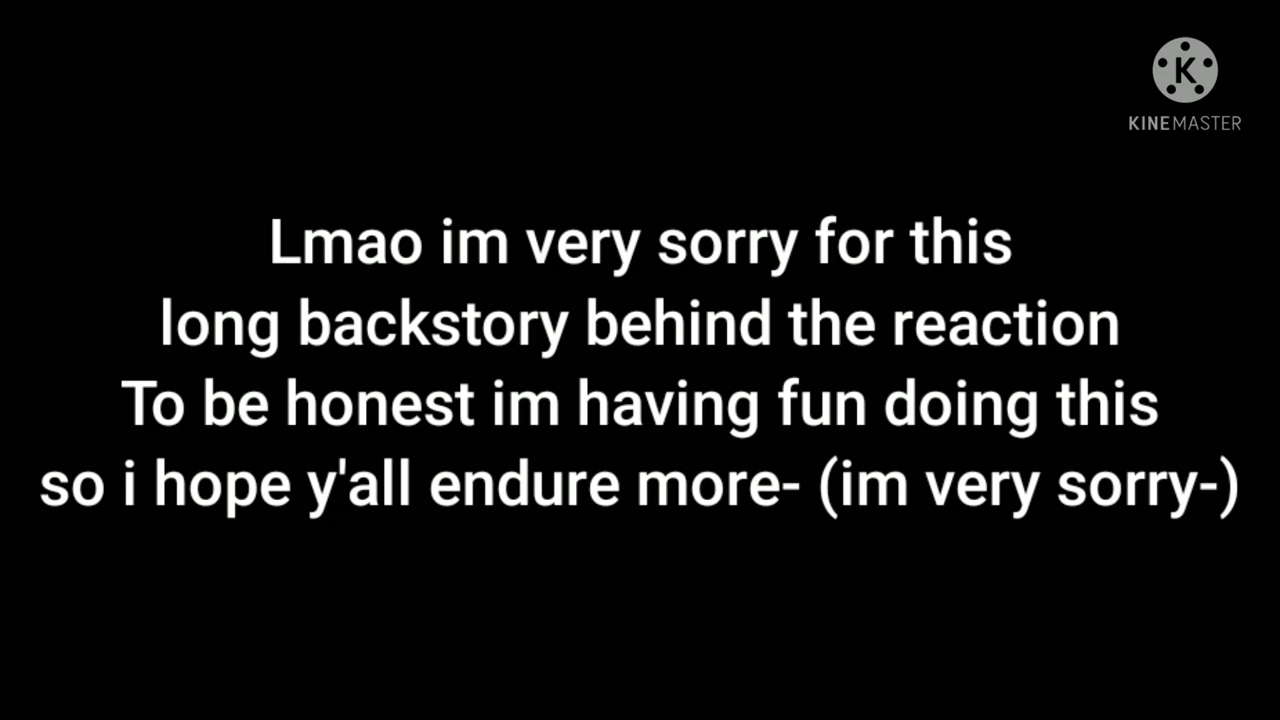 K
KINEMASTER
Lmao im very sorry for this
long backstory behind the reaction
To be honest im having fun doing this
so i hope y'all endure more- (im very sorry-)